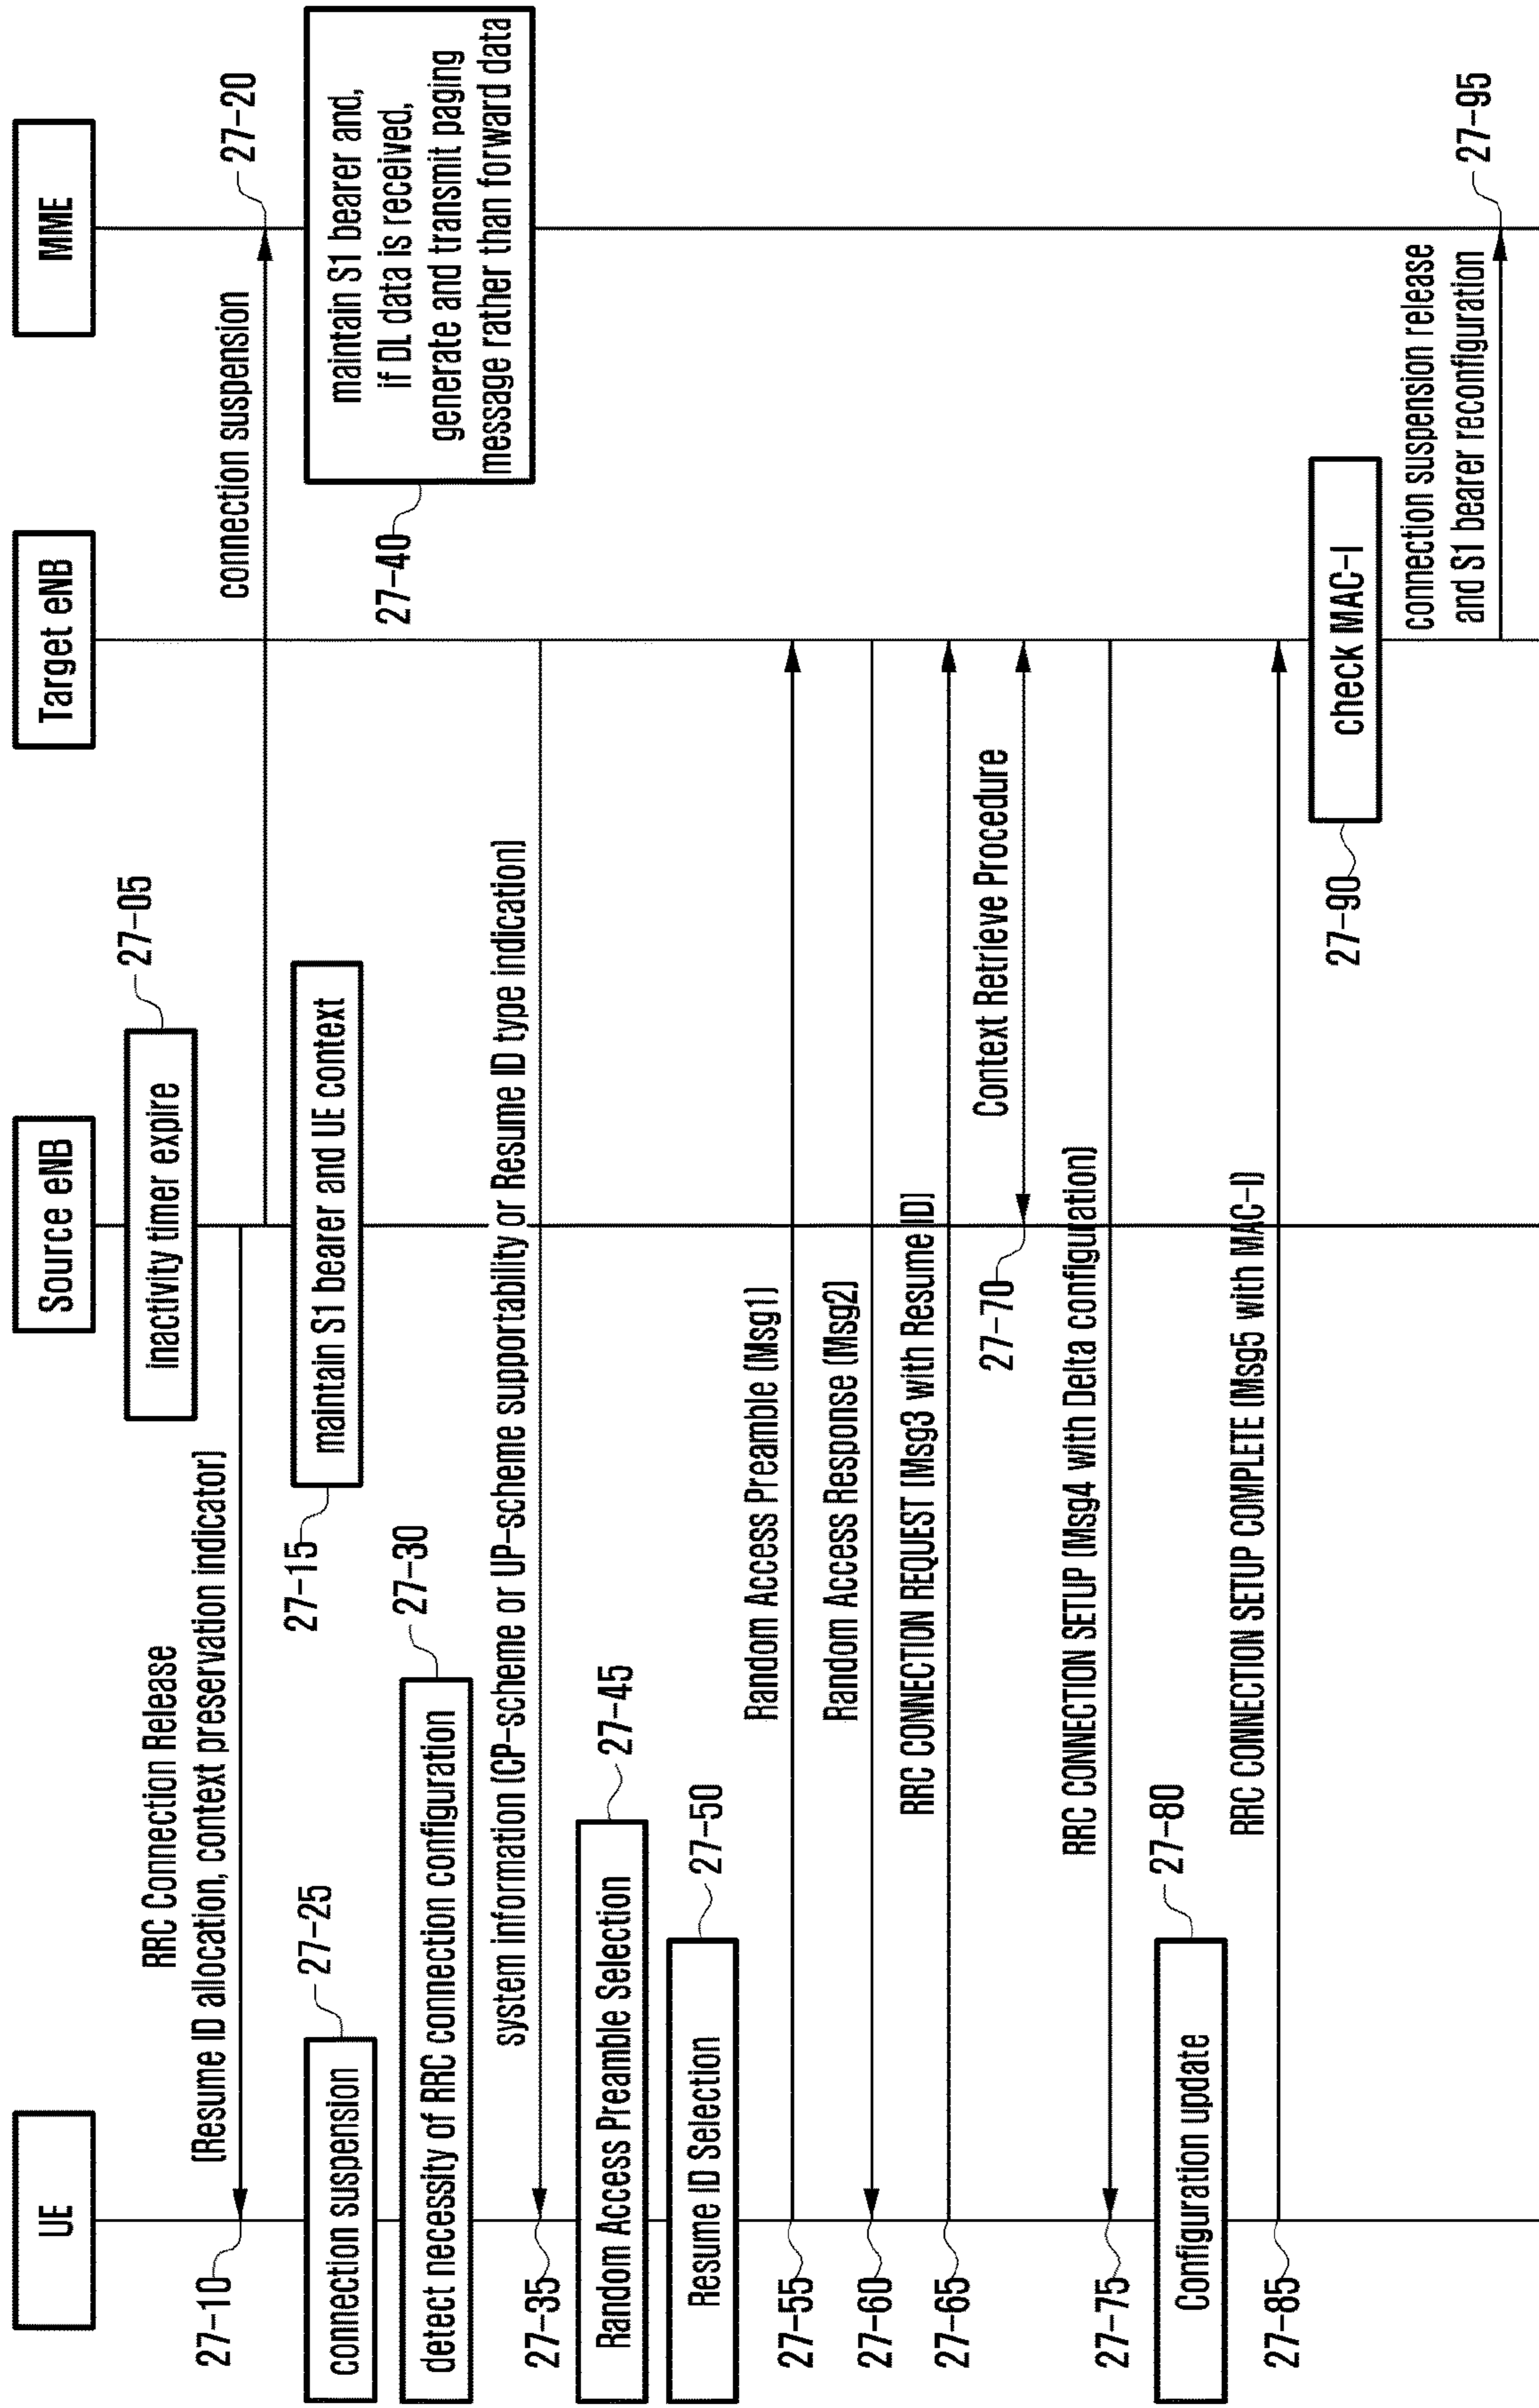 UE
Source eNB
Target eNB
MME
inactivity timer expire
27-05
RRC Connection Release
(Resume ID allocation, context preservation indicator)
27-10
connection suspension
27-20
maintain S1 bearer and UE context
27-15
connection suspension
27-25
maintain S1 bearer and,
if DL data is received,
generate and transmit paging
message rather than forward data
27-40
detect necessity of RRC connection configuration
27-30
system information (CP-scheme or UP-scheme supportability or Resume ID type indication)
27-35
Random Access Preamble Selection
27-45
Resume ID Selection
27-50
Random Access Preamble (Msg1)
27-55
Random Access Response (Msg2)
27-60
RRC CONNECTION REQUEST (Msg3 with Resume ID)
27-65
Context Retrieve Procedure
27-70
RRC CONNECTION SETUP (Msg4 with Delta configuration)
27-75
Configuration update
27-80
RRC CONNECTION SETUP COMPLETE (Msg5 with MAC-I)
27-85
check MAC-I
27-90
connection suspension release
and S1 bearer reconfiguration
27-95